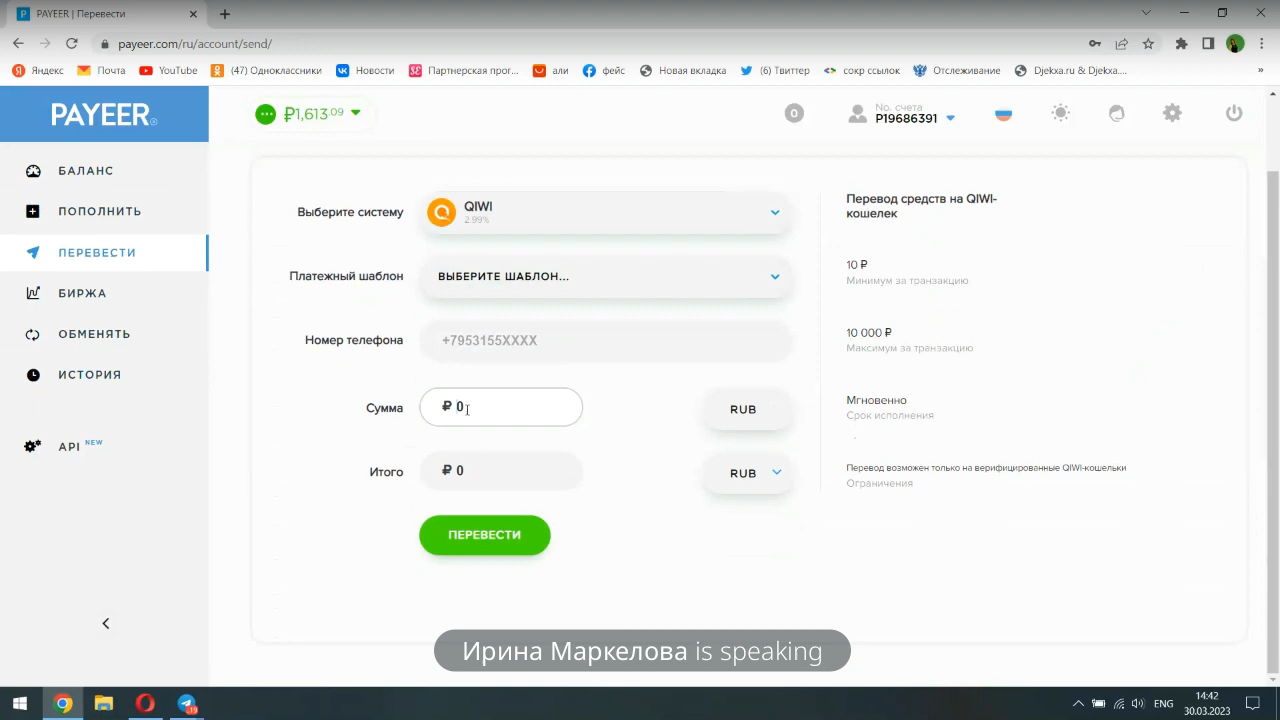 PAYEER | Перевести
payeer.com/ru/account/send/
Яндекс
Почта
YouTube
(47) Одноклассники
Новости
Партнерская прог...
али
фейс
Новая вкладка
(6) Твиттер
сокр ссылок
Отслеживание
Djekxa.ru & Djekxa....
»
PAYEER®
₽1,613.09
0
No. счета
P19686391
БАЛАНС
ПОПОЛНИТЬ
ПЕРЕВЕСТИ
БИРЖА
ОБМЕНЯТЬ
ИСТОРИЯ
API NEW
Выберите систему
QIWI
2.99%
Платежный шаблон
ВЫБЕРИТЕ ШАБЛОН...
Номер телефона
+7953155XXXX
Сумма
₽ 0
RUB
Итого
₽ 0
RUB
ПЕРЕВЕСТИ
Перевод средств на QIWI-
кошелек
10 ₽
Минимум за транзакцию
10 000 ₽
Максимум за транзакцию
Мгновенно
Срок исполнения
Перевод возможен только на верифицированные QIWI-кошельки
Ограничения
Ирина Маркелова is speaking
19
ENG
14:42
30.03.2023